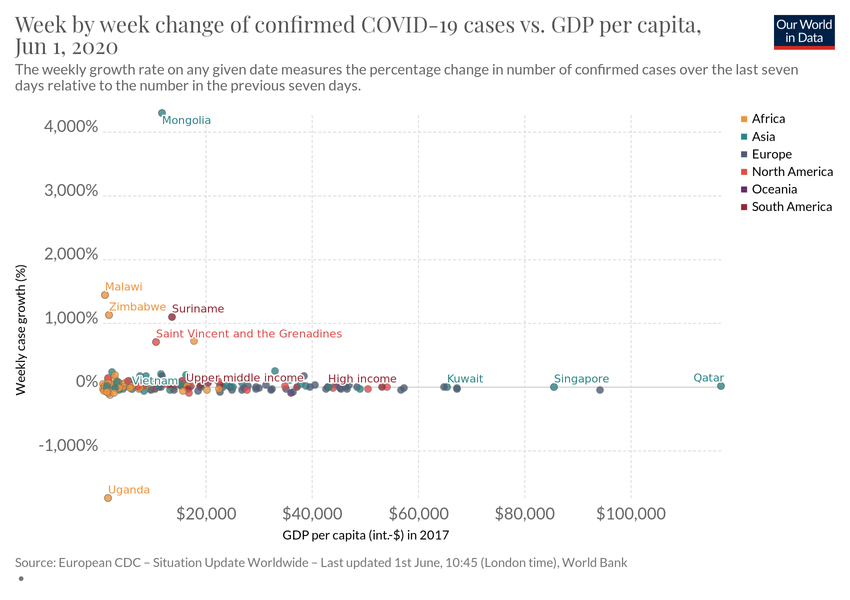 Week by week change of confirmed COVID-19 cases vs. GDP per capita,
Jun 1, 2020
Our World
in Data
The weekly growth rate on any given date measures the percentage change in number of confirmed cases over the last seven
days relative to the number in the previous seven days.
4,000%
3,000%
2,000%
1,000%
0%
-1,000%
Weekly case growth (%)
Mongolia
Malawi
Zimbabwe
Suriname
Saint Vincent and the Grenadines
Vietnam
Upper middle income
High income
Kuwait
Singapore
Qatar
Uganda
Africa
Asia
Europe
North America
Oceania
South America
$20,000
$40,000
$60,000
$80,000
$100,000
GDP per capita (int.-$) in 2017
Source: European CDC – Situation Update Worldwide – Last updated 1st June, 10:45 (London time), World Bank